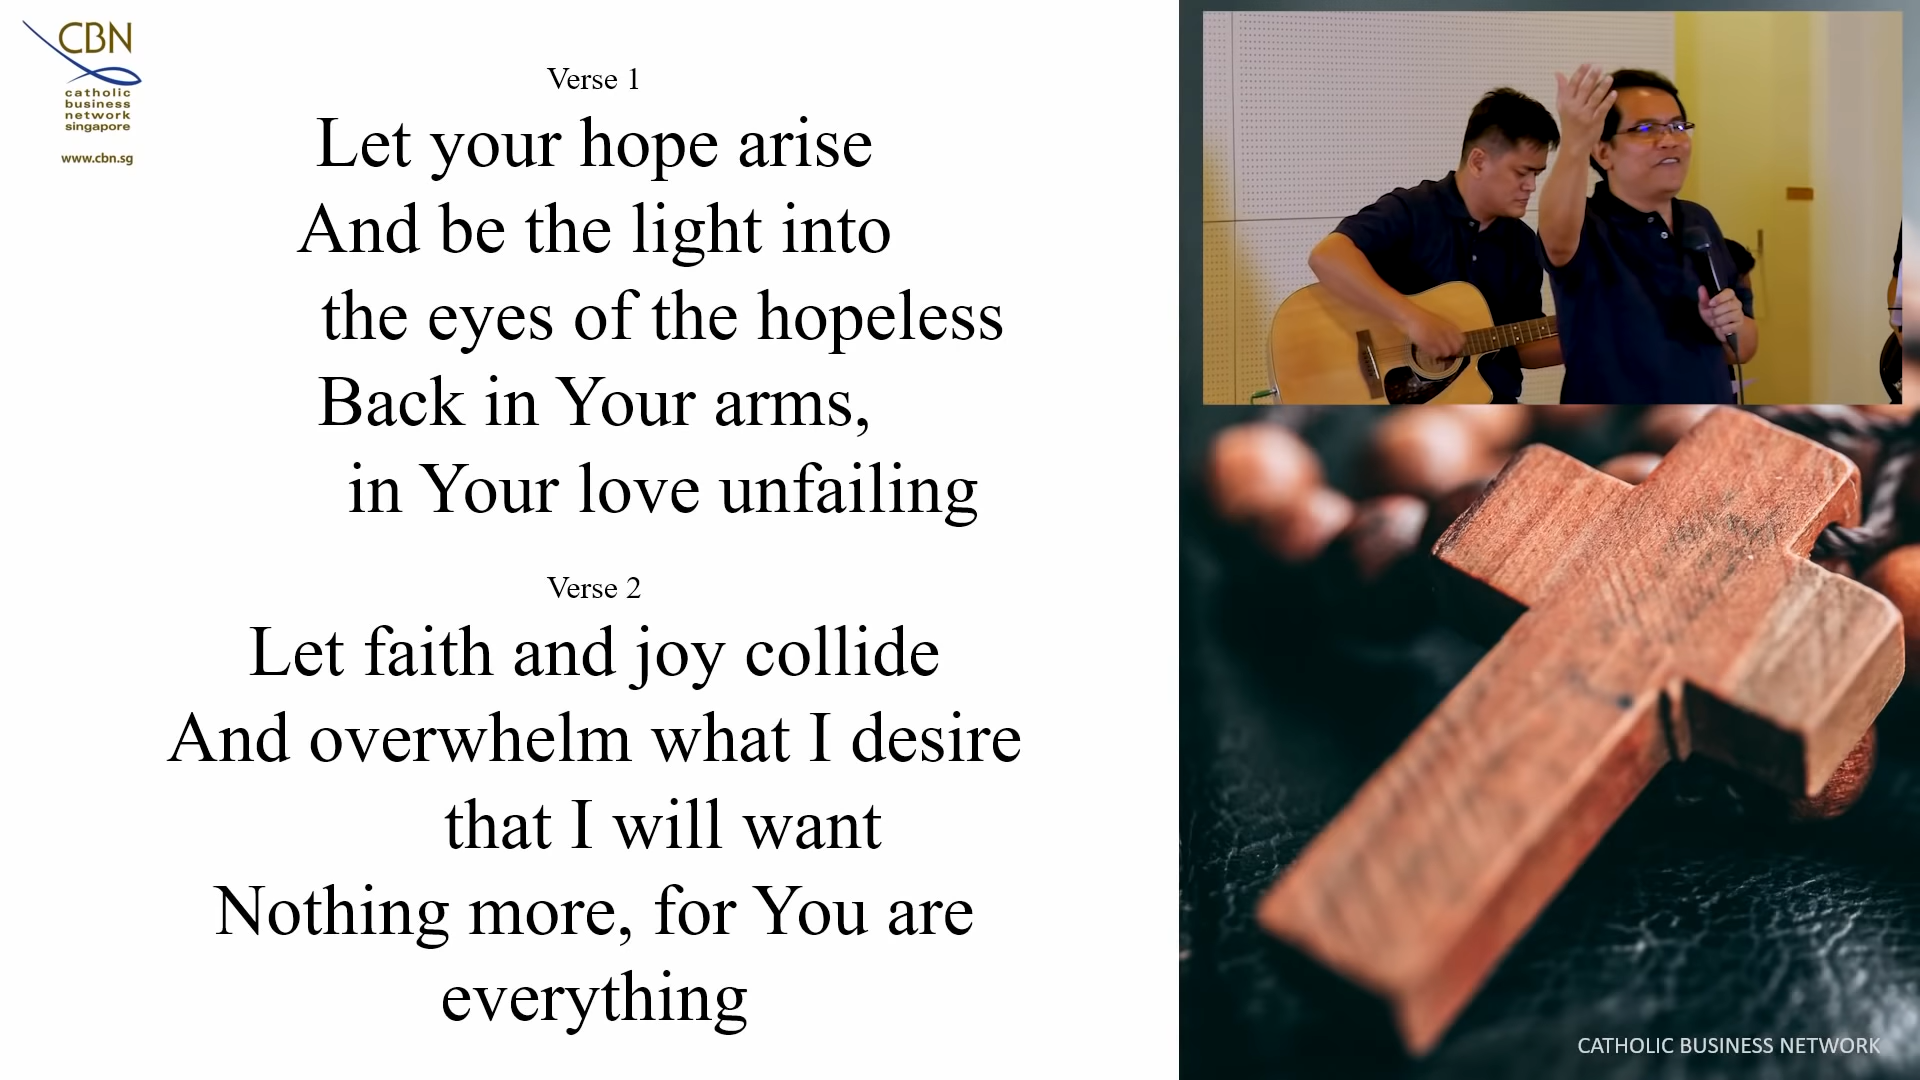 CBN
catholic
business
network
singapore
www.cbn.sg
Verse 1
Let your hope arise
And be the light into
the eyes of the hopeless
Back in Your arms,
in Your love unfailing
Verse 2
Let faith and joy collide
And overwhelm what I desire
that I will want
Nothing more, for You are
everything
CATHOLIC BUSINESS NETWORK